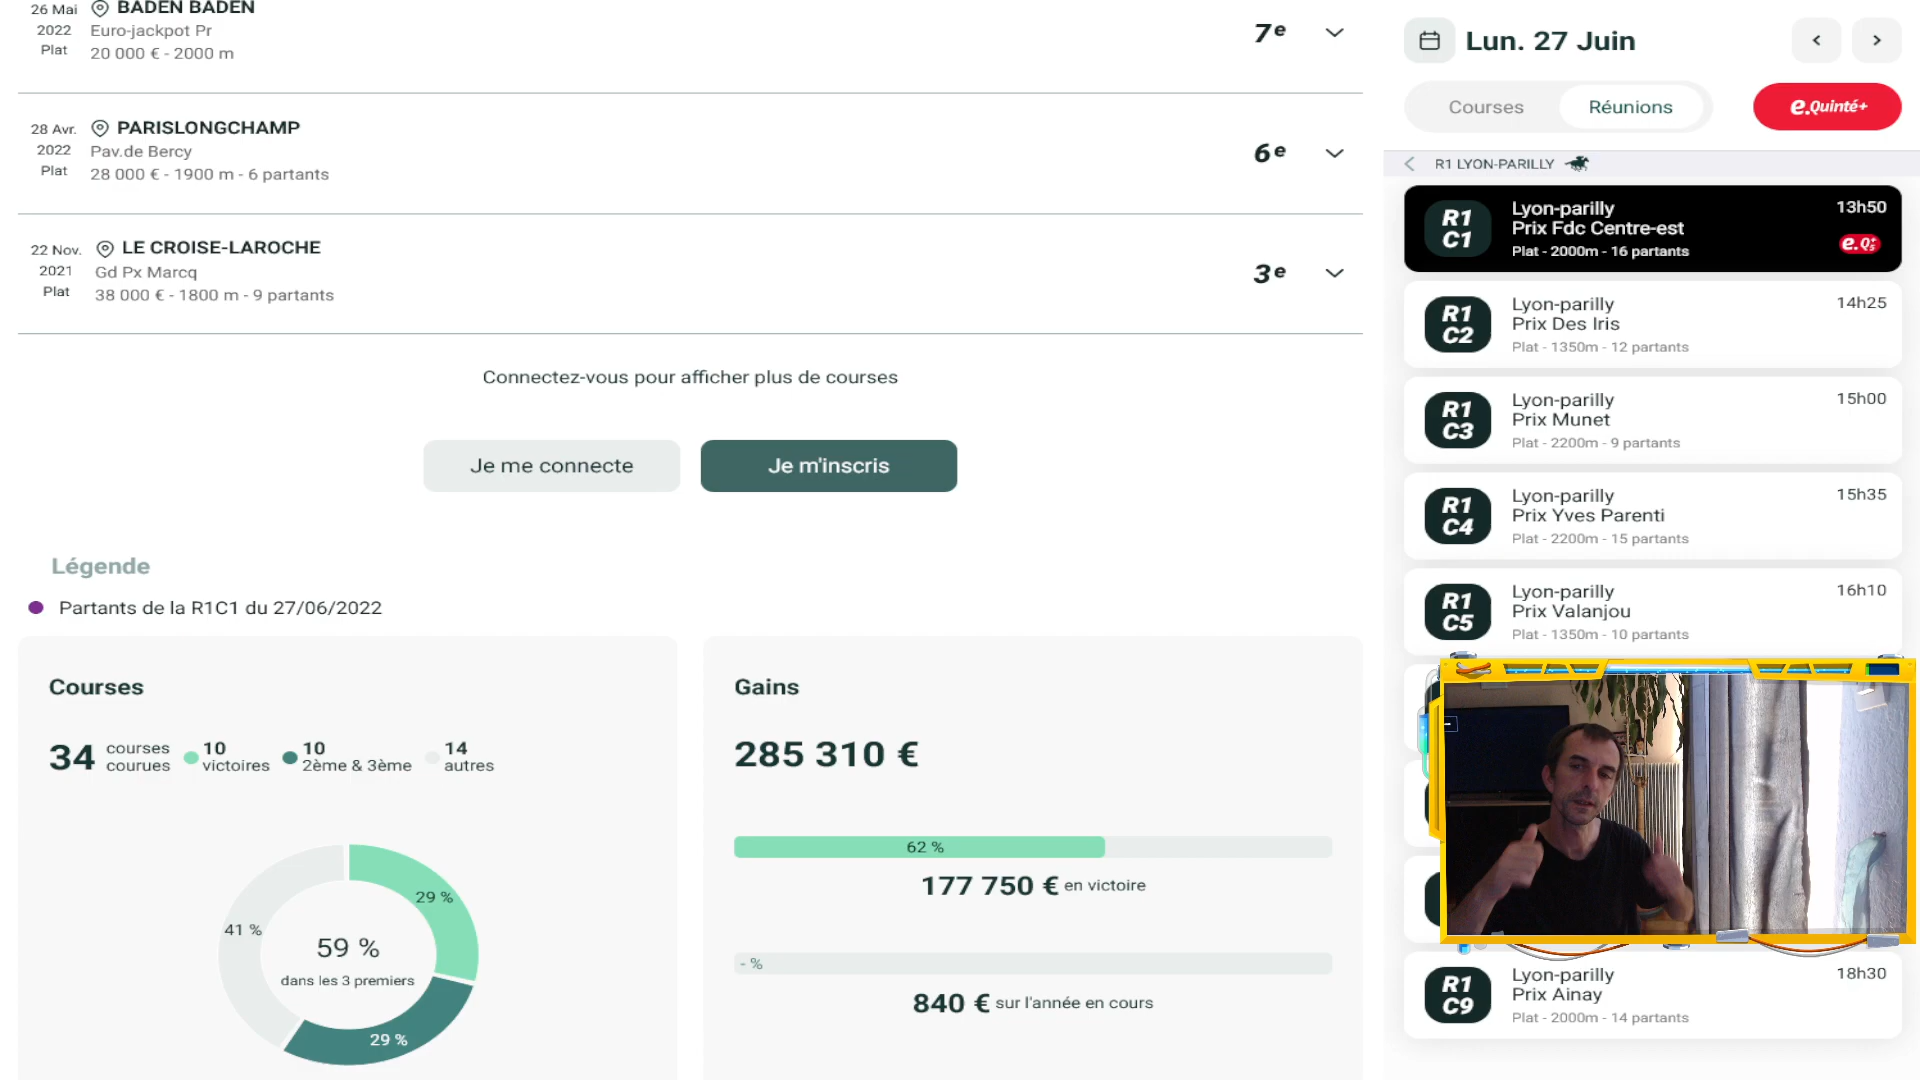 26 Mai
2022
Plat
BADEN BADEN
Euro-jackpot Pr
20 000 € - 2000 m
7e
28 Avr.
2022
Plat
PARISLONGCHAMP
Pav.de Bercy
28 000 € - 1900 m - 6 partants
6e
22 Nov.
2021
Plat
LE CROISE-LAROCHE
Gd Px Marcq
38 000 € - 1800 m - 9 partants
3e
Connectez-vous pour afficher plus de courses
Je me connecte
Je m'inscris
Légende
Partants de la R1C1 du 27/06/2022
Courses
34 courses courues
10 victoires
10 2ème & 3ème
14 autres
29 %
41 %
59 %
dans les 3 premiers
29 %
Gains
285 310 €
62 %
177 750 € en victoire
- %
840 € sur l'année en cours
Lun. 27 Juin
Courses
Réunions
e.Quinté+
R1 LYON-PARILLY
R1
C1
Lyon-parilly
Prix Fdc Centre-est
Plat - 2000m - 16 partants
13h50
e.Q+5
R1
C2
Lyon-parilly
Prix Des Iris
Plat - 1350m - 12 partants
14h25
R1
C3
Lyon-parilly
Prix Munet
Plat - 2200m - 9 partants
15h00
R1
C4
Lyon-parilly
Prix Yves Parenti
Plat - 2200m - 15 partants
15h35
R1
C5
Lyon-parilly
Prix Valanjou
Plat - 1350m - 10 partants
16h10
R1
C9
Lyon-parilly
Prix Ainay
Plat - 2000m - 14 partants
18h30